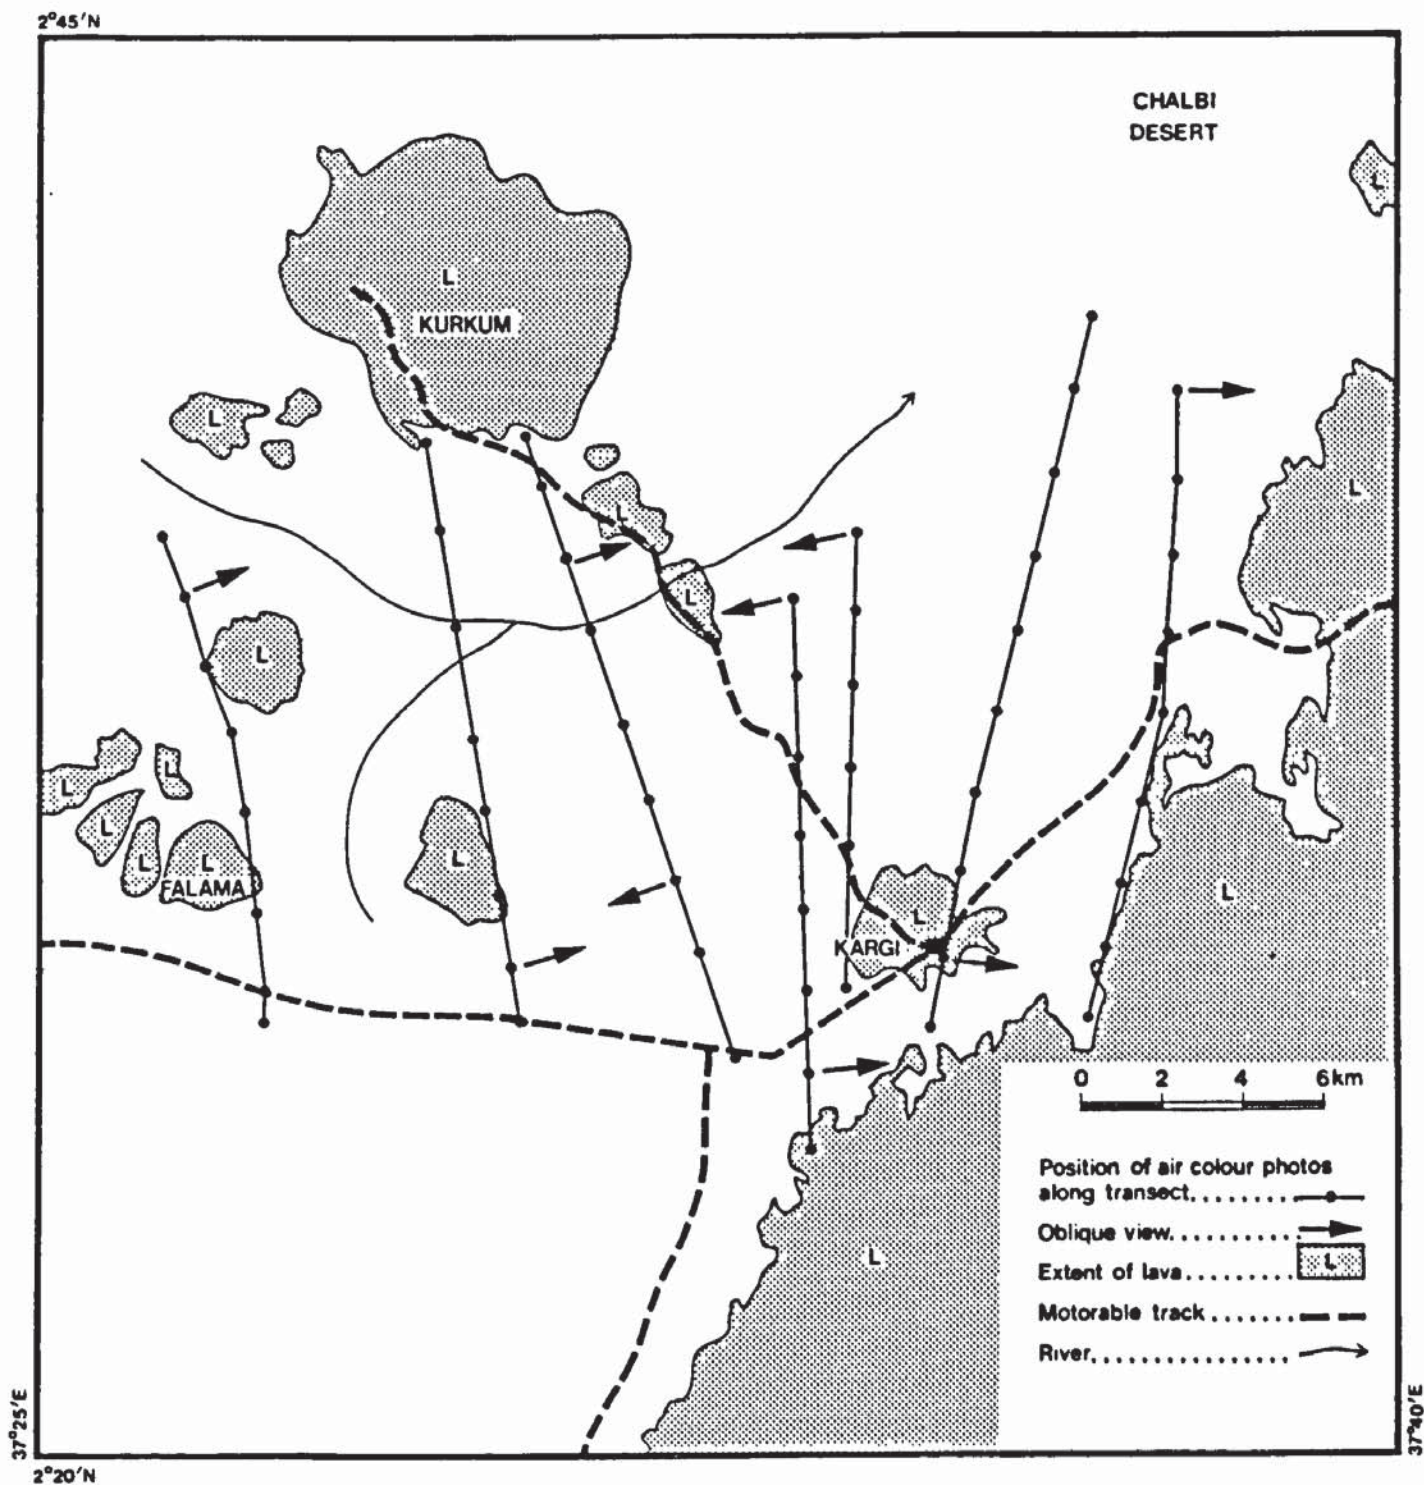 2°45'N
CHALBI
DESERT
L
L
KURKUM
L
L
L
L
L
L
L
L
L
L
L
FALAMA
L
L
KARGI
L
0 2 4 6km
Position of air colour photos
along transect..........
Oblique view............
L
Extent of lava...........
L
Motorable track........
River.................
37°25'E
37°40'E
2°20'N